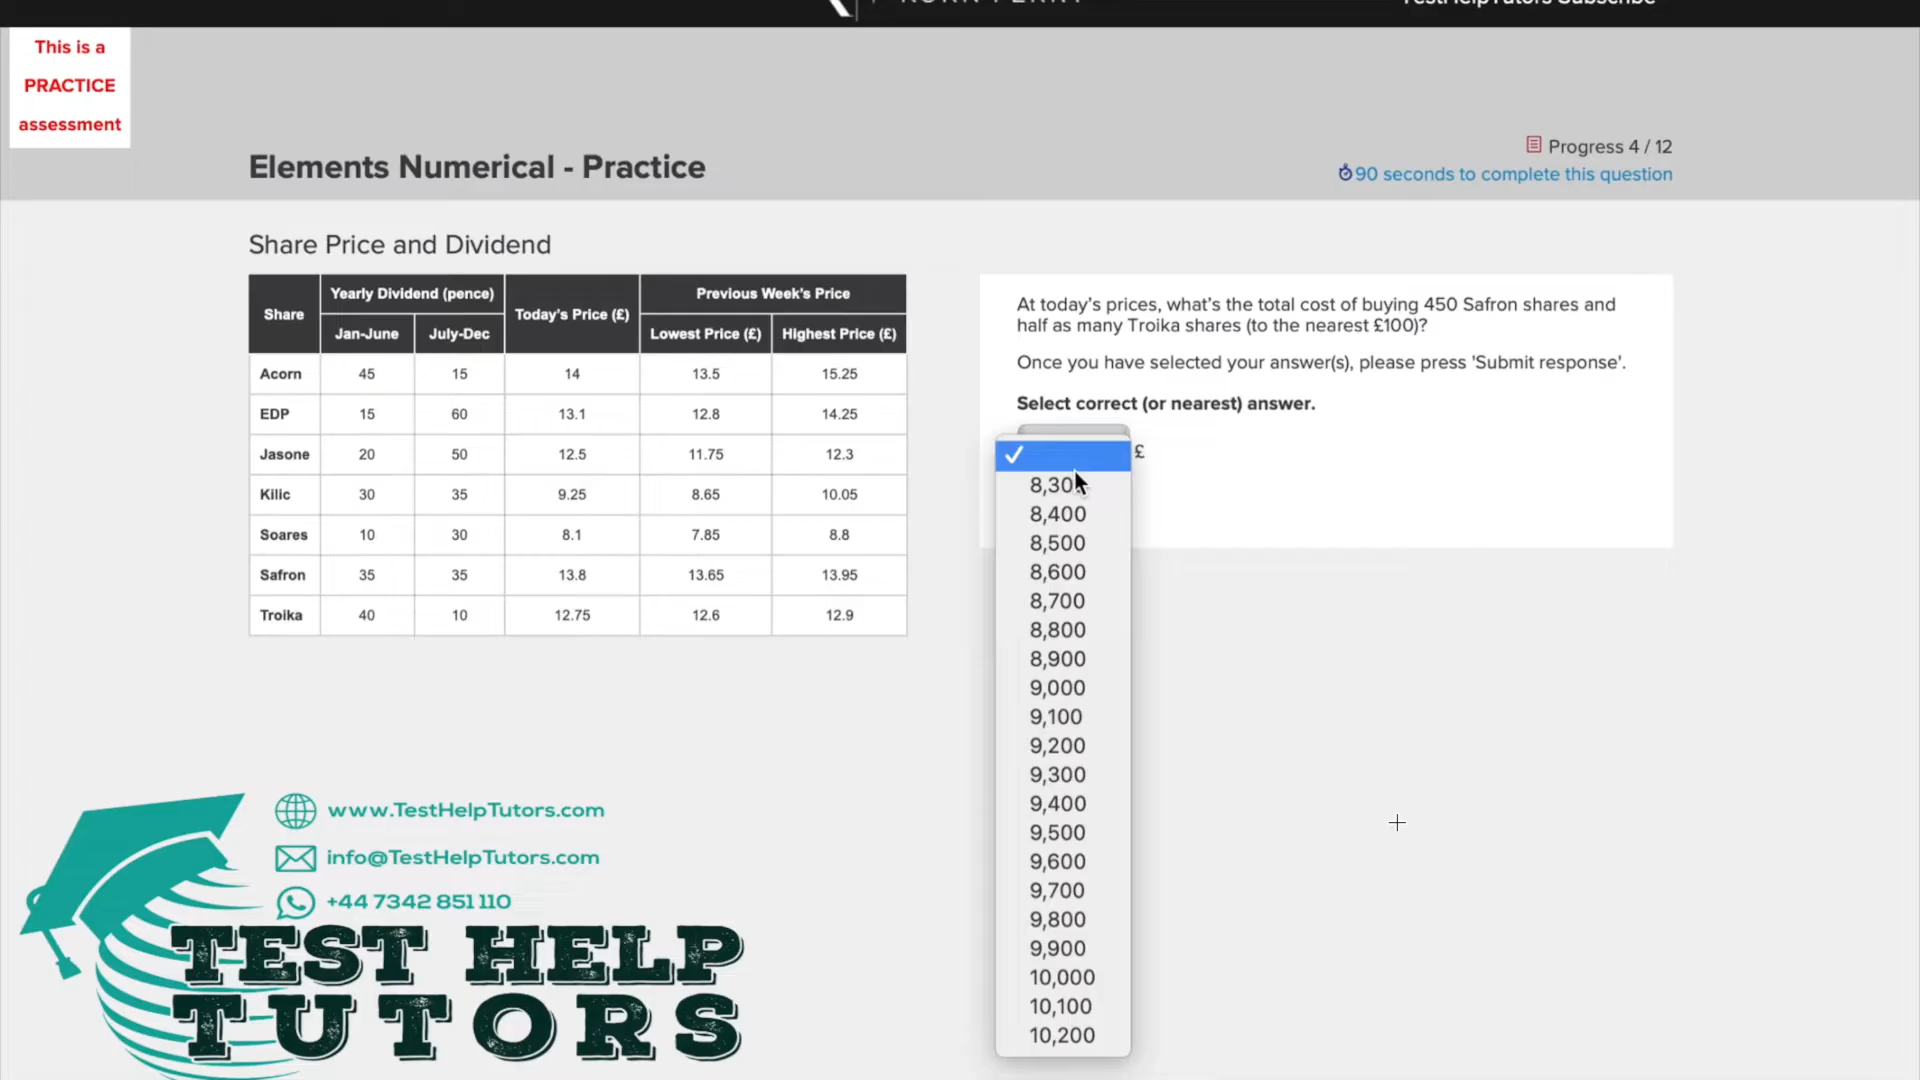 KORN FERRY
TestHelpTutors Subscribe
This is a
PRACTICE
assessment
Elements Numerical - Practice
Progress 4 / 12
90 seconds to complete this question
Share Price and Dividend
Share Yearly Dividend (pence) Today's Price (£) Previous Week's Price
Jan-June July-Dec Lowest Price (£) Highest Price (£)
Acorn 45 15 14 13.5 15.25
EDP 15 60 13.1 12.8 14.25
Jasone 20 50 12.5 11.75 12.3
Kilic 30 35 9.25 8.65 10.05
Soares 10 30 8.1 7.85 8.8
Safron 35 35 13.8 13.65 13.95
Troika 40 10 12.75 12.6 12.9
At today's prices, what's the total cost of buying 450 Safron shares and
half as many Troika shares (to the nearest £100)?
Once you have selected your answer(s), please press 'Submit response'.
Select correct (or nearest) answer.
£
8,300
8,400
8,500
8,600
8,700
8,800
8,900
9,000
9,100
9,200
9,300
9,400
9,500
9,600
9,700
9,800
9,900
10,000
10,100
10,200
www.TestHelpTutors.com
info@TestHelpTutors.com
+44 7342 851 110
TEST HELP
TUTORS